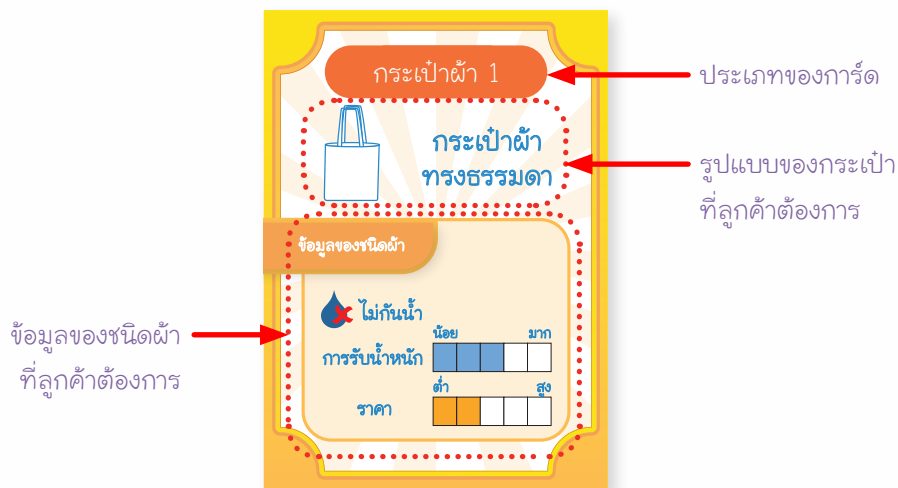 กระเป๋าผ้า 1
ประเภทของการ์ด
กระเป๋าผ้า
ทรงธรรมดา
รูปแบบของกระเป๋า
ที่ลูกค้าต้องการ
ข้อมูลของชนิดผ้า
ไม่กันน้ำ
น้อย มาก
การรับน้ำหนัก
ต่ำ สูง
ราคา
ข้อมูลของชนิดผ้า
ที่ลูกค้าต้องการ